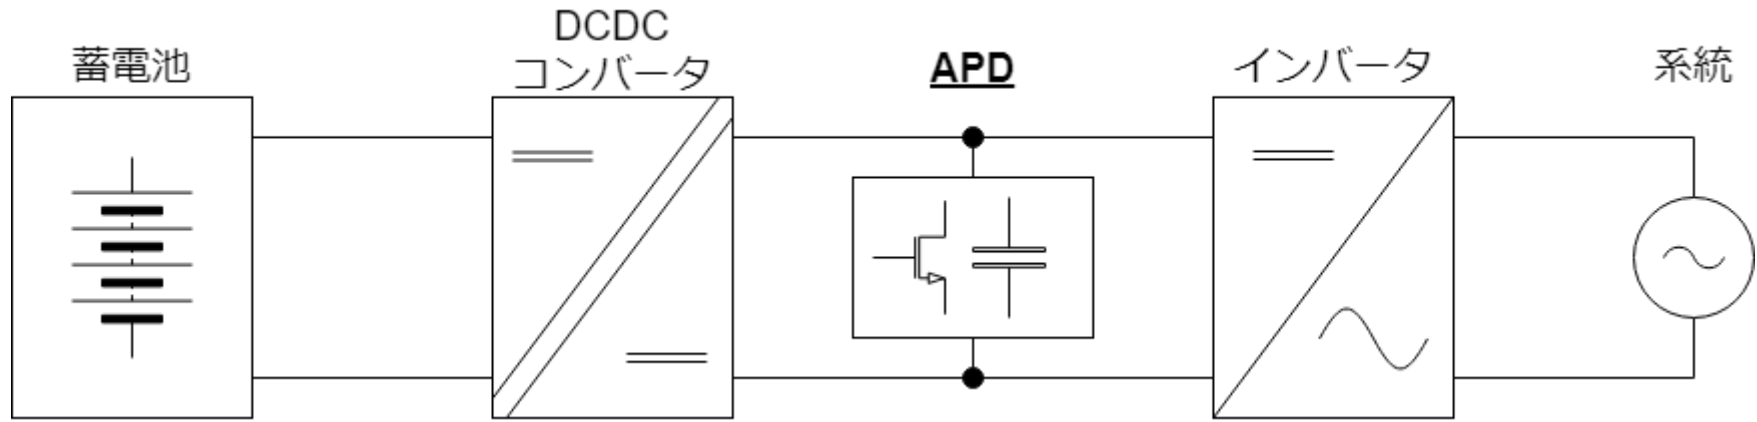 蓄電池
DCDC
コンバータ
APD
インバータ
系統